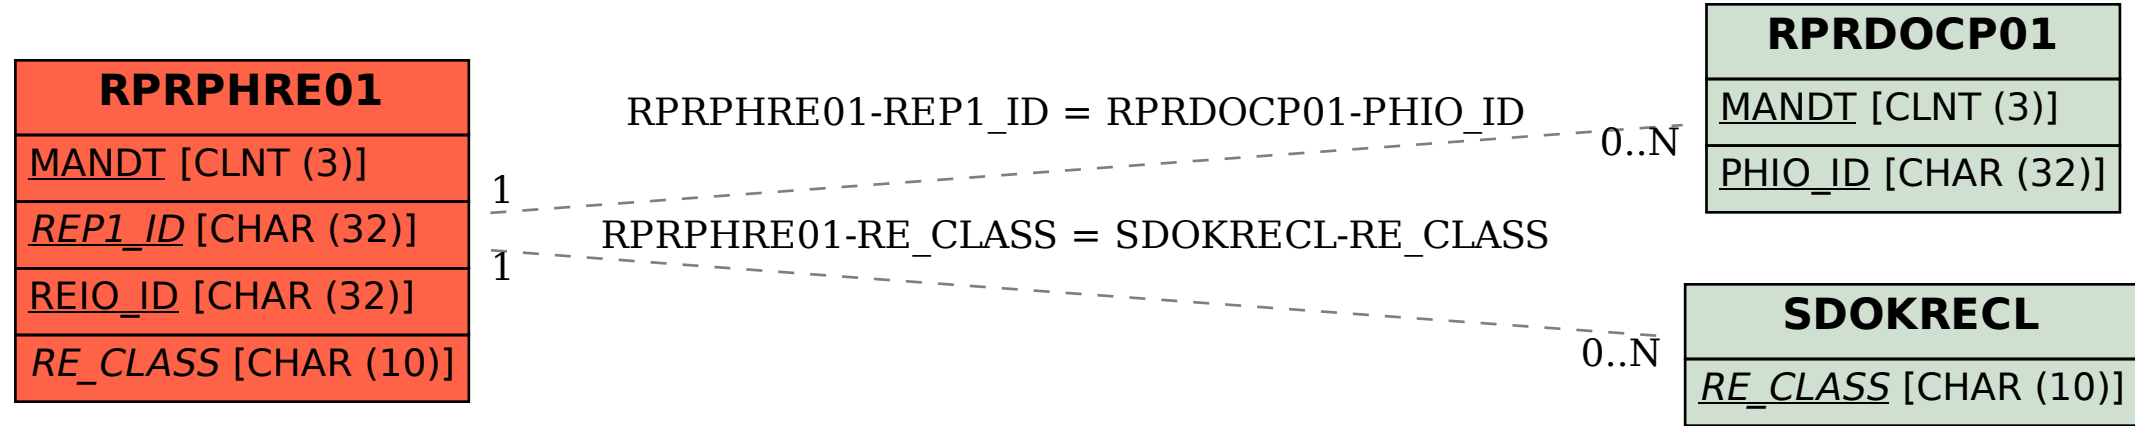 RPRPHRE01
MANDT [CLNT (3)]
REP1_ID [CHAR (32)]
REIO_ID [CHAR (32)]
RE_CLASS [CHAR (10)]
RPRPHRE01-REP1_ID = RPRDOCP01-PHIO_ID
1
0..N
RPRPHRE01-RE_CLASS = SDOKRECL-RE_CLASS
1
0..N
RPRDOCP01
MANDT [CLNT (3)]
PHIO_ID [CHAR (32)]
SDOKRECL
RE_CLASS [CHAR (10)]